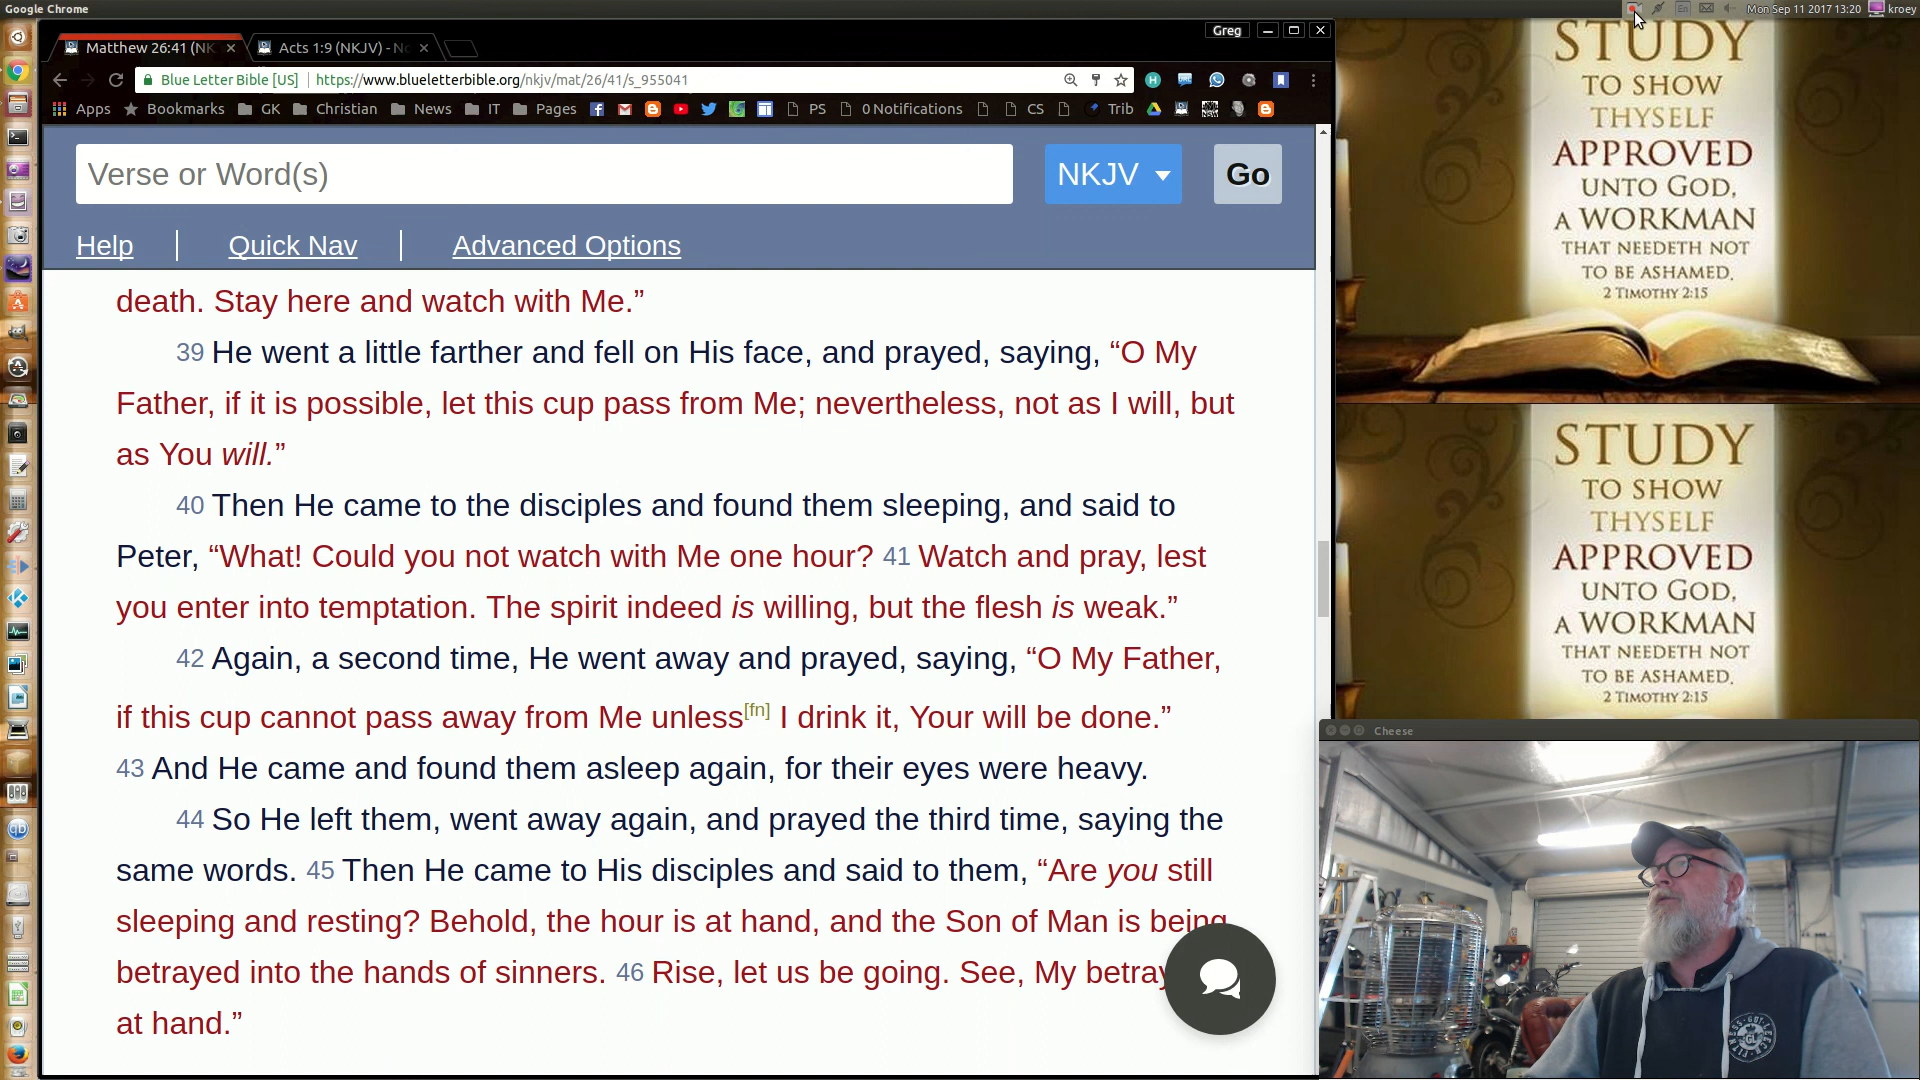 Google Chrome
En
Mon Sep 11 2017 13:20
kroey
Greg
Matthew 26:41 (NK
Acts 1:9 (NKJV) - No
Blue Letter Bible [US]
https://www.blueletterbible.org/nkjv/mat/26/41/s_955041
Apps
Bookmarks
GK
Christian
News
IT
Pages
PS
0 Notifications
CS
Trib
Verse or Word(s)
NKJV
Go
Help
Quick Nav
Advanced Options
death. Stay here and watch with Me.”
39 He went a little farther and fell on His face, and prayed, saying, “O My
Father, if it is possible, let this cup pass from Me; nevertheless, not as I will, but
as You will.”
40 Then He came to the disciples and found them sleeping, and said to
Peter, “What! Could you not watch with Me one hour? 41 Watch and pray, lest
you enter into temptation. The spirit indeed is willing, but the flesh is weak.”
42 Again, a second time, He went away and prayed, saying, “O My Father,
if this cup cannot pass away from Me unless[fn] I drink it, Your will be done.”
43 And He came and found them asleep again, for their eyes were heavy.
44 So He left them, went away again, and prayed the third time, saying the
same words. 45 Then He came to His disciples and said to them, “Are you still
sleeping and resting? Behold, the hour is at hand, and the Son of Man is being
betrayed into the hands of sinners. 46 Rise, let us be going. See, My betray
at hand.”
STUDY
TO SHOW
THYSELF
APPROVED
UNTO GOD,
A WORKMAN
THAT NEEDETH NOT
TO BE ASHAMED.
2 TIMOTHY 2:15
STUDY
TO SHOW
THYSELF
APPROVED
UNTO GOD,
A WORKMAN
THAT NEEDETH NOT
TO BE ASHAMED.
2 TIMOTHY 2:15
Cheese